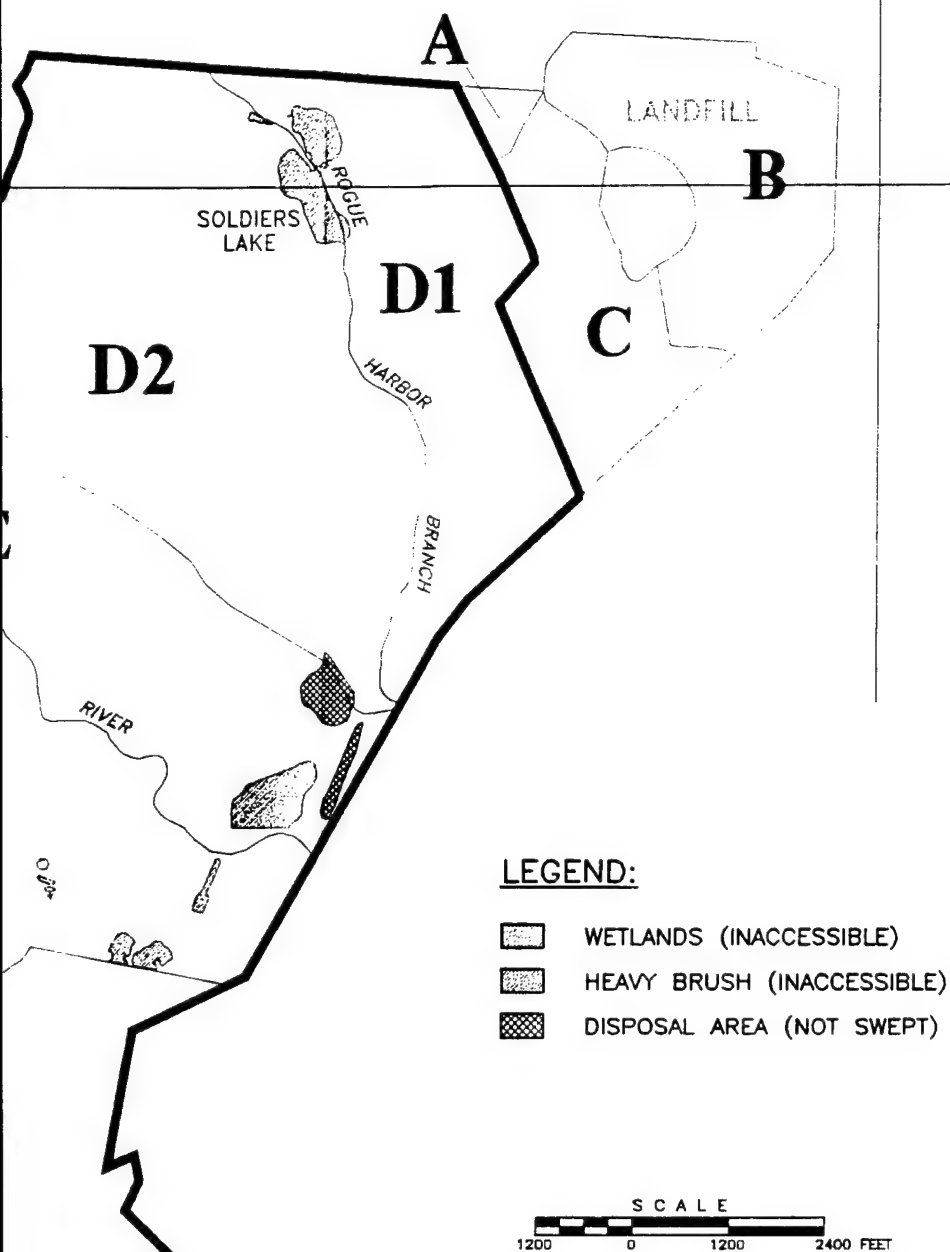 A
LANDFILL
B
ROGUE
SOLDIERS
LAKE
D1
C
D2
HARBOR
BRANCH
RIVER
LEGEND:
WETLANDS (INACCESSIBLE)
HEAVY BRUSH (INACCESSIBLE)
DISPOSAL AREA (NOT SWEPT)
SCALE
1200 0 1200 2400 FEET